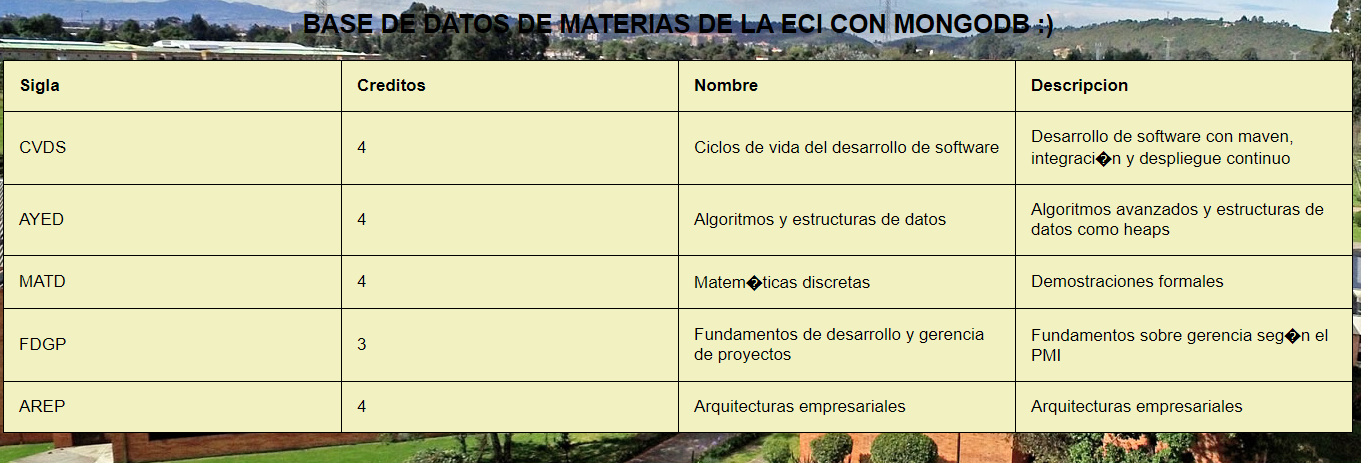 BASE DE DATOS DE MATERIAS DE LA ECI CON MONGODB :)
Sigla Creditos Nombre Descripcion
CVDS 4 Ciclos de vida del desarrollo de software Desarrollo de software con maven,
integraci�n y despliegue continuo
AYED 4 Algoritmos y estructuras de datos Algoritmos avanzados y estructuras de
datos como heaps
MATD 4 Matem�ticas discretas Demostraciones formales
FDGP 3 Fundamentos de desarrollo y gerencia
de proyectos Fundamentos sobre gerencia seg�n el
PMI
AREP 4 Arquitecturas empresariales Arquitecturas empresariales